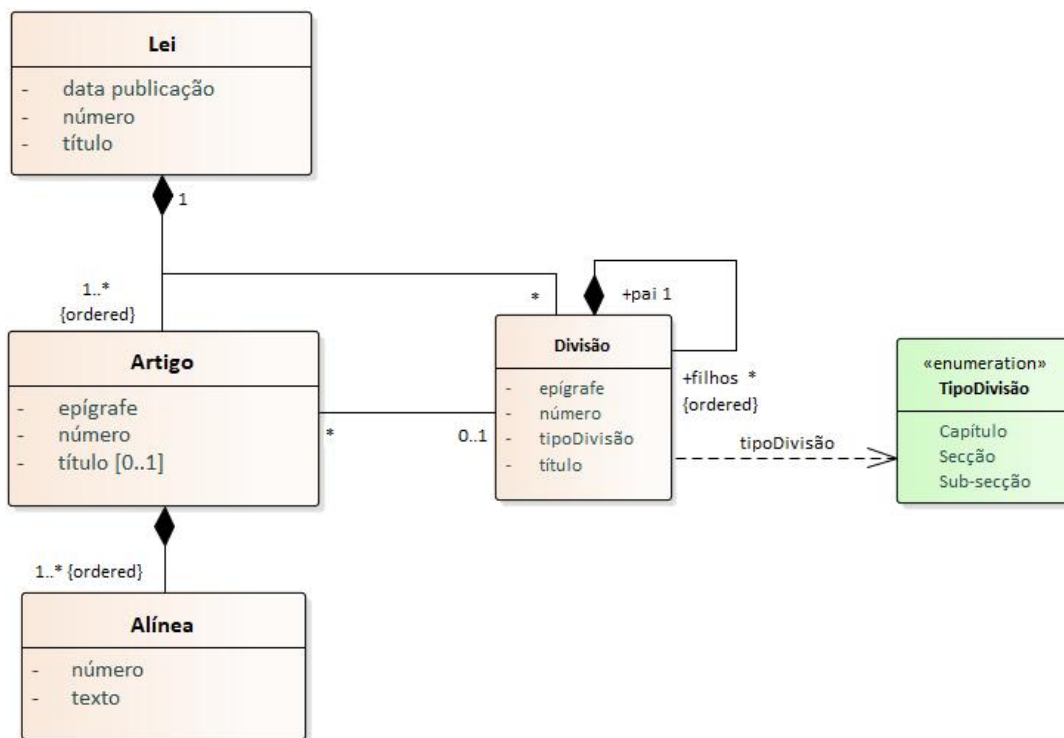 Lei
- data publicação
- número
- título
1
1..*
{ordered}
*
+pai 1
Artigo
- epígrafe
- número
- título [0..1]
*
0..1
Divisão
- epígrafe
- número
- tipoDivisão
- título
+filhos *
{ordered}
tipoDivisão
«enumeration»
TipoDivisão
Capítulo
Secção
Sub-secção
1..* {ordered}
Alínea
- número
- texto